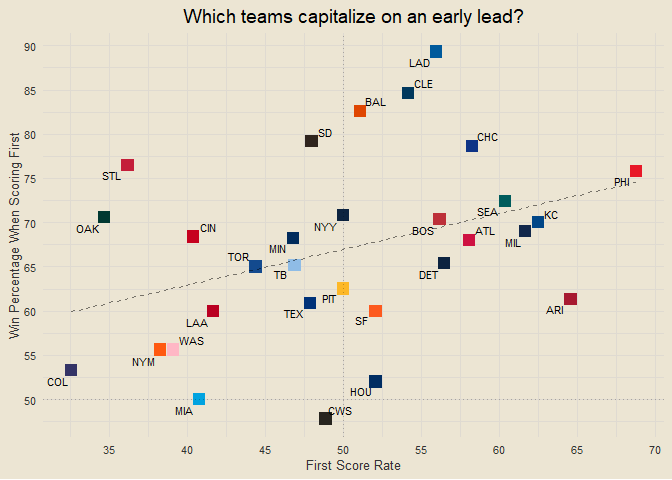 Which teams capitalize on an early lead?
90
LAD
85
CLE
BAL
80
SD
CHC
75
STL
PHI
70
OAK
CIN
NYY
BOS
SEA
KC
ATL
MIL
65
TOR
MIN
TB
DET
60
LAA
TEX
PIT
SF
ARI
55
NYM
WAS
COL
HOU
50
MIA
CWS
Win Percentage When Scoring First
35 40 45 50 55 60 65 70
First Score Rate